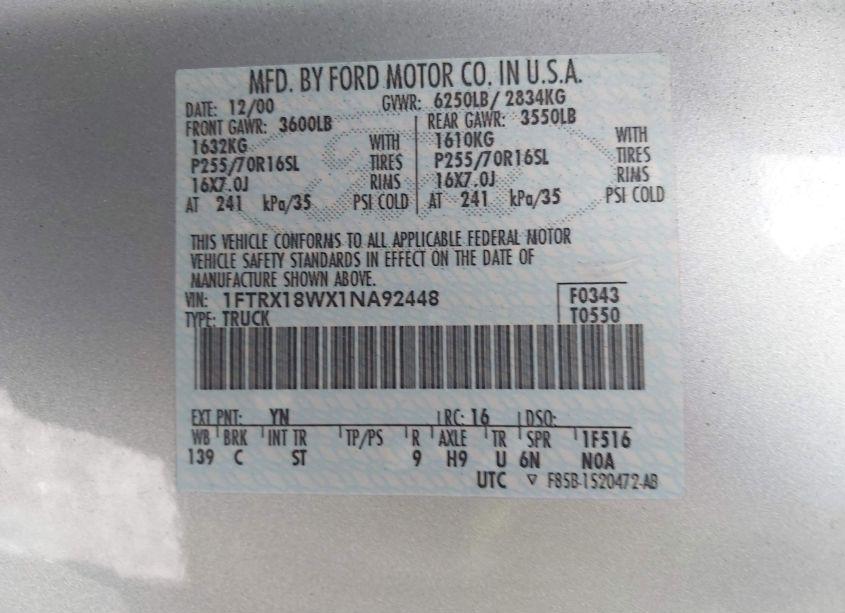 MFD. BY FORD MOTOR CO. IN U.S.A.
DATE: 12/00 GVWR: 6250LB/ 2834KG
FRONT GAWR: 3600LB REAR GAWR: 3550LB
1632KG WITH 1610KG WITH
P255/70R16SL TIRES P255/70R16SL TIRES
16X7.0J RIMS 16X7.0J RIMS
AT 241 kPa/35 PSI COLD AT 241 kPa/35 PSI COLD
THIS VEHICLE CONFORMS TO ALL APPLICABLE FEDERAL MOTOR
VEHICLE SAFETY STANDARDS IN EFFECT ON THE DATE OF
MANUFACTURE SHOWN ABOVE.
VIN: 1FTRX18WX1NA92448 F0343
TYPE: TRUCK T0550
EXT PNT: YN RC: 16 DSO:
WB BRK INT TR TP/PS R AXLE TR SPR 1F516
139 C ST 9 H9 U 6N NOA
UTC ▽ F85B-1520472-AB